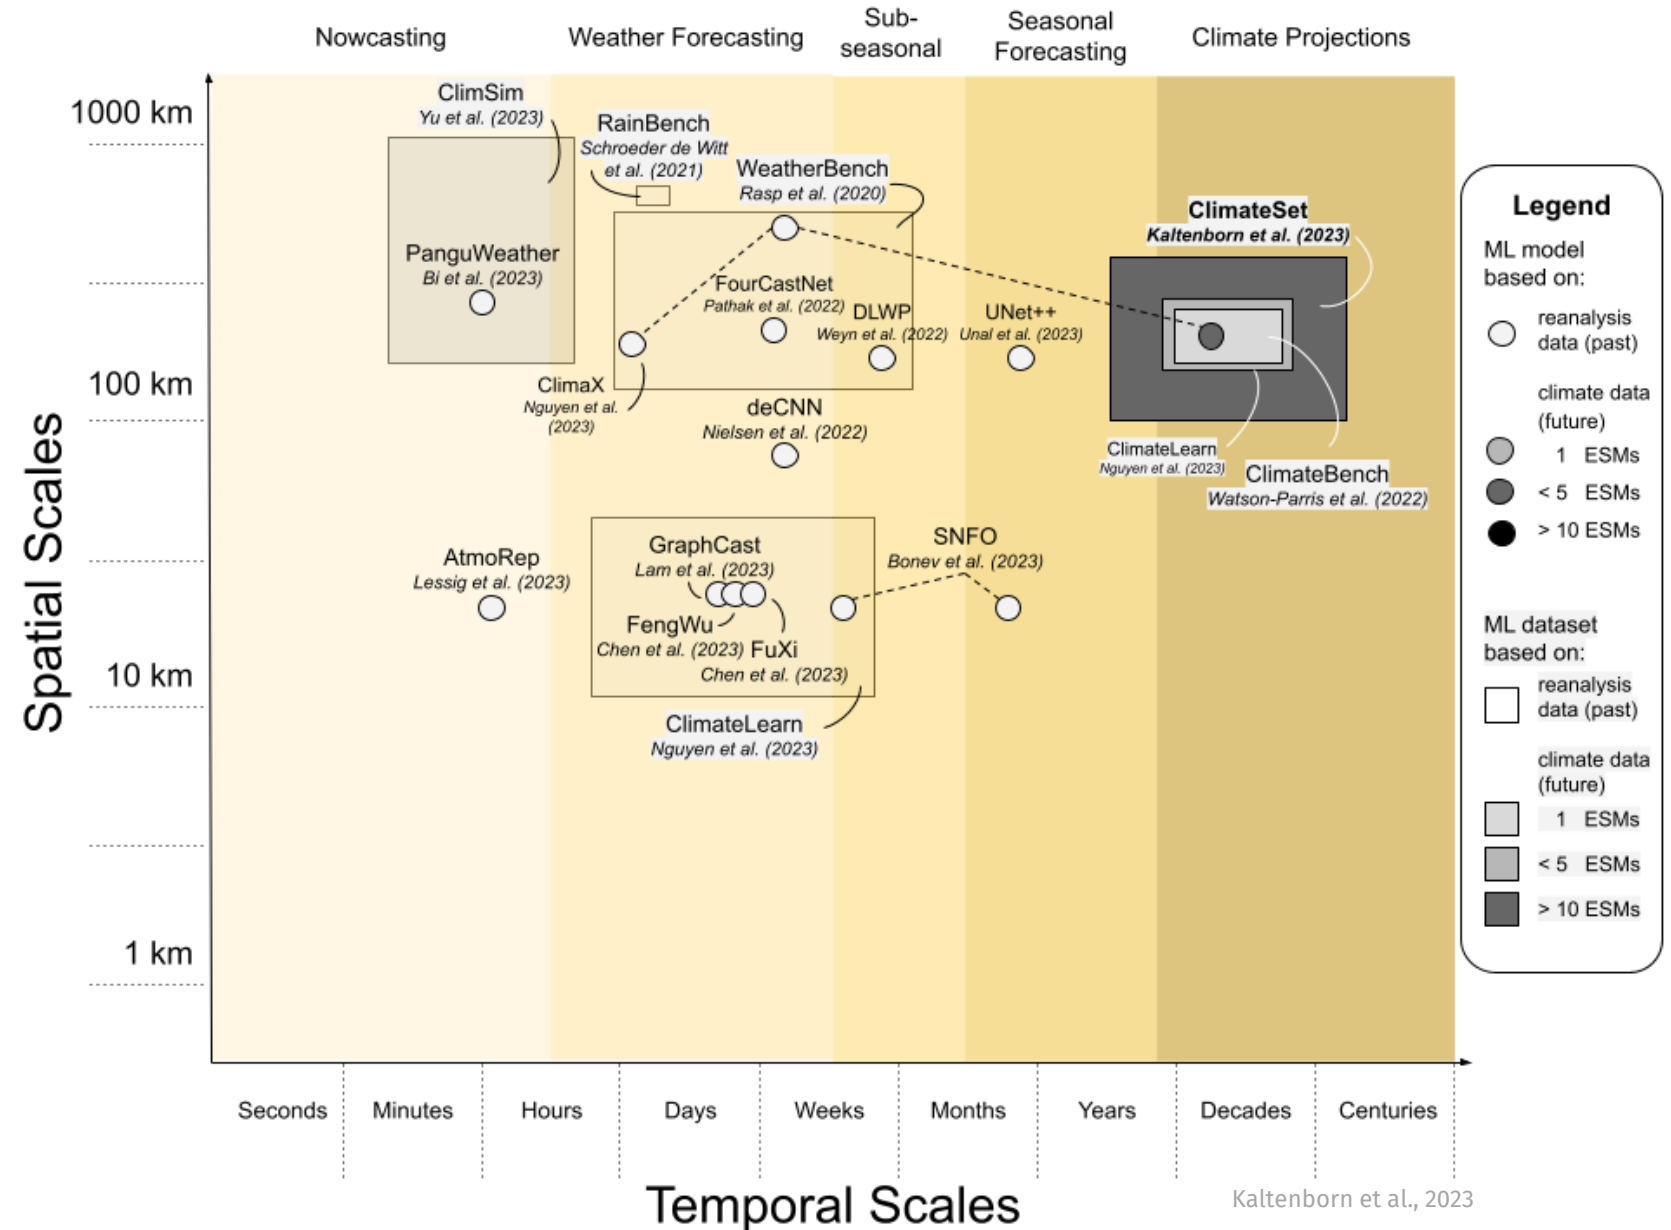 Nowcasting
Weather Forecasting
Sub-
seasonal
Seasonal
Forecasting
Climate Projections
Spatial Scales
1000 km
100 km
10 km
1 km
ClimSim
Yu et al. (2023)
RainBench
Schroeder de Witt
et al. (2021)
WeatherBench
Rasp et al. (2020)
ClimateSet
Kaltenborn et al. (2023)
PanguWeather
Bi et al. (2023)
FourCastNet
Pathak et al. (2022)
DLWP
Weyn et al. (2022)
UNet++
Unal et al. (2023)
ClimaX
Nguyen et al.
(2023)
deCNN
Nielsen et al. (2022)
ClimateLearn
Nguyen et al. (2023)
ClimateBench
Watson-Parris et al. (2022)
AtmoRep
Lessig et al. (2023)
GraphCast
Lam et al. (2023)
SNFO
Bonev et al. (2023)
FengWu
Chen et al. (2023)
FuXi
Chen et al. (2023)
ClimateLearn
Nguyen et al. (2023)
Legend
ML model
based on:
reanalysis
data (past)
climate data
(future)
1 ESMs
< 5 ESMs
> 10 ESMs
ML dataset
based on:
reanalysis
data (past)
climate data
(future)
1 ESMs
< 5 ESMs
> 10 ESMs
Seconds
Minutes
Hours
Days
Weeks
Months
Years
Decades
Centuries
Temporal Scales
Kaltenborn et al., 2023